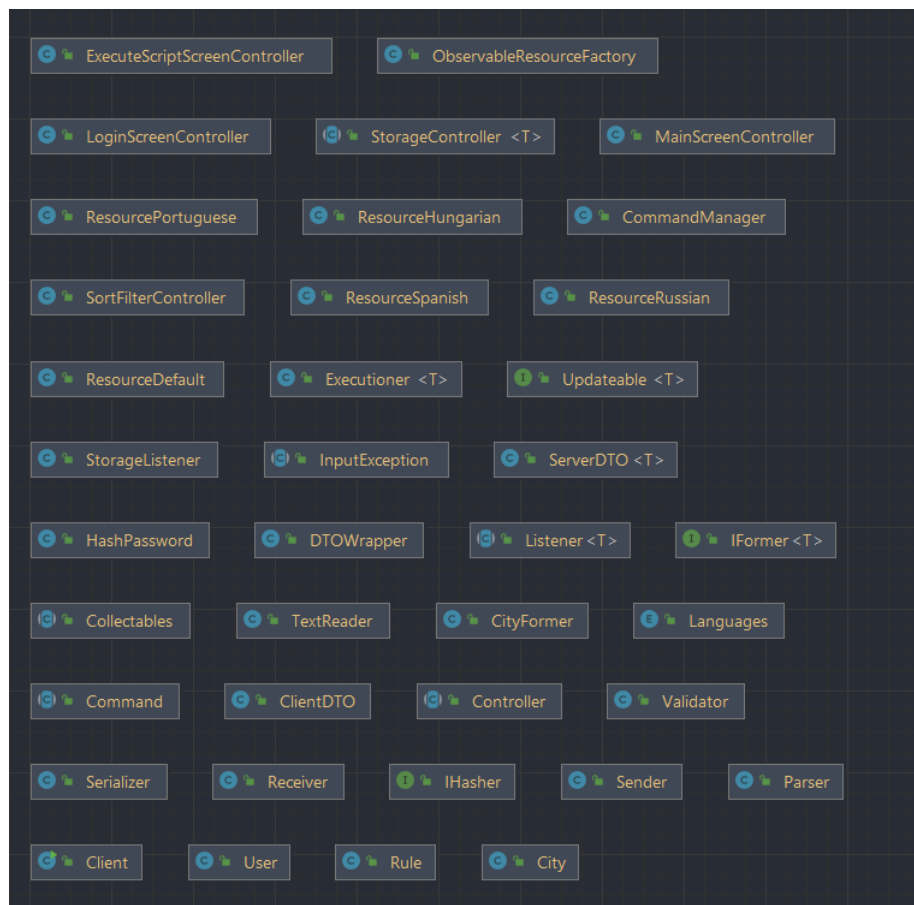 ExecuteScriptScreenController ObservableResourceFactory
LoginScreenController StorageController <T> MainScreenController
ResourcePortuguese ResourceHungarian CommandManager
SortFilterController ResourceSpanish ResourceRussian
ResourceDefault Executioner <T> Updateable <T>
StorageListener InputException ServerDTO <T>
HashPassword DTOWrapper Listener <T> IFormer <T>
Collectables TextReader CityFormer Languages
Command ClientDTO Controller Validator
Serializer Receiver IHasher Sender Parser
Client User Rule City